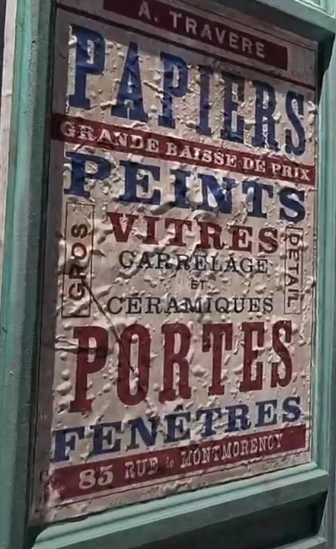 A. TRAVERE
PAPIERS
GRANDE BAISSE DE PRIX
PEINTS
VITRES
GROS
CARRELAGE
DÉTAIL
ET
CÉRAMIQUES
PORTES
FENÊTRES
85 RUE de MONTMORENCY